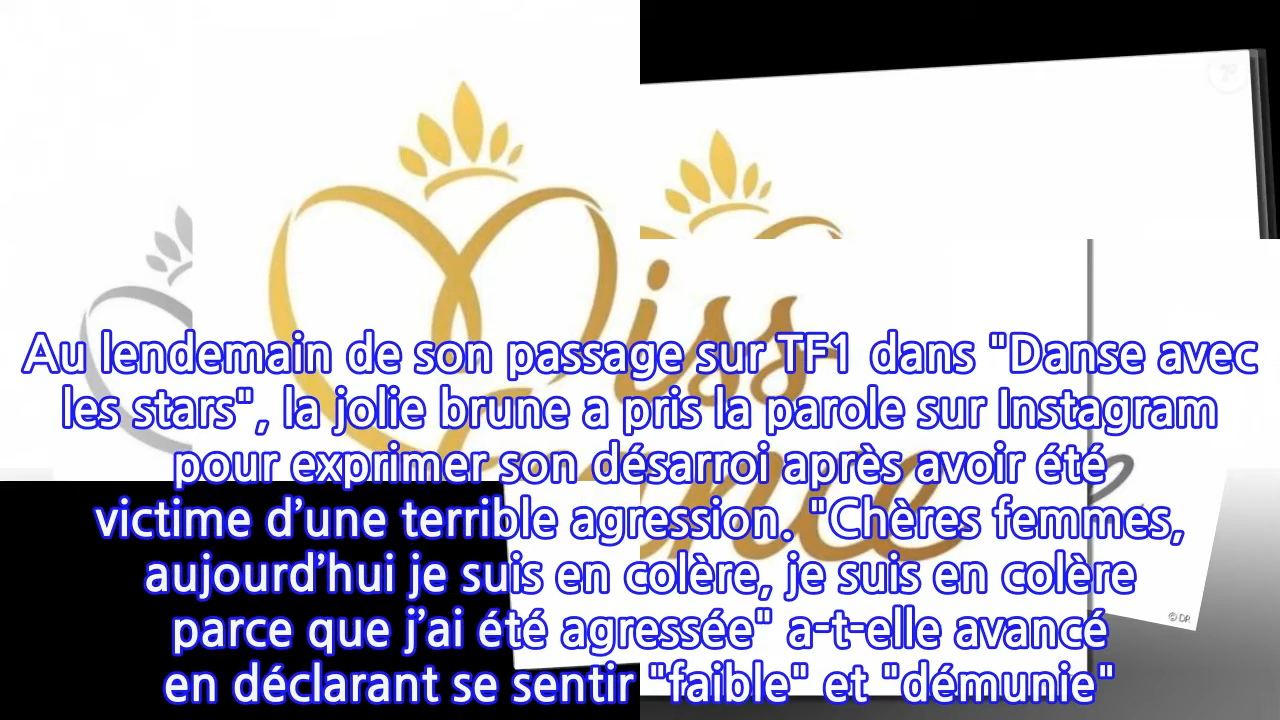 Miss
France
Au lendemain de son passage sur TF1 dans "Danse avec
les stars", la jolie brune a pris la parole sur Instagram
pour exprimer son désarroi après avoir été
victime d’une terrible agression. "Chères femmes,
aujourd’hui je suis en colère, je suis en colère
parce que j’ai été agressée" a-t-elle avancé
en déclarant se sentir "faible" et "démunie"
© DR